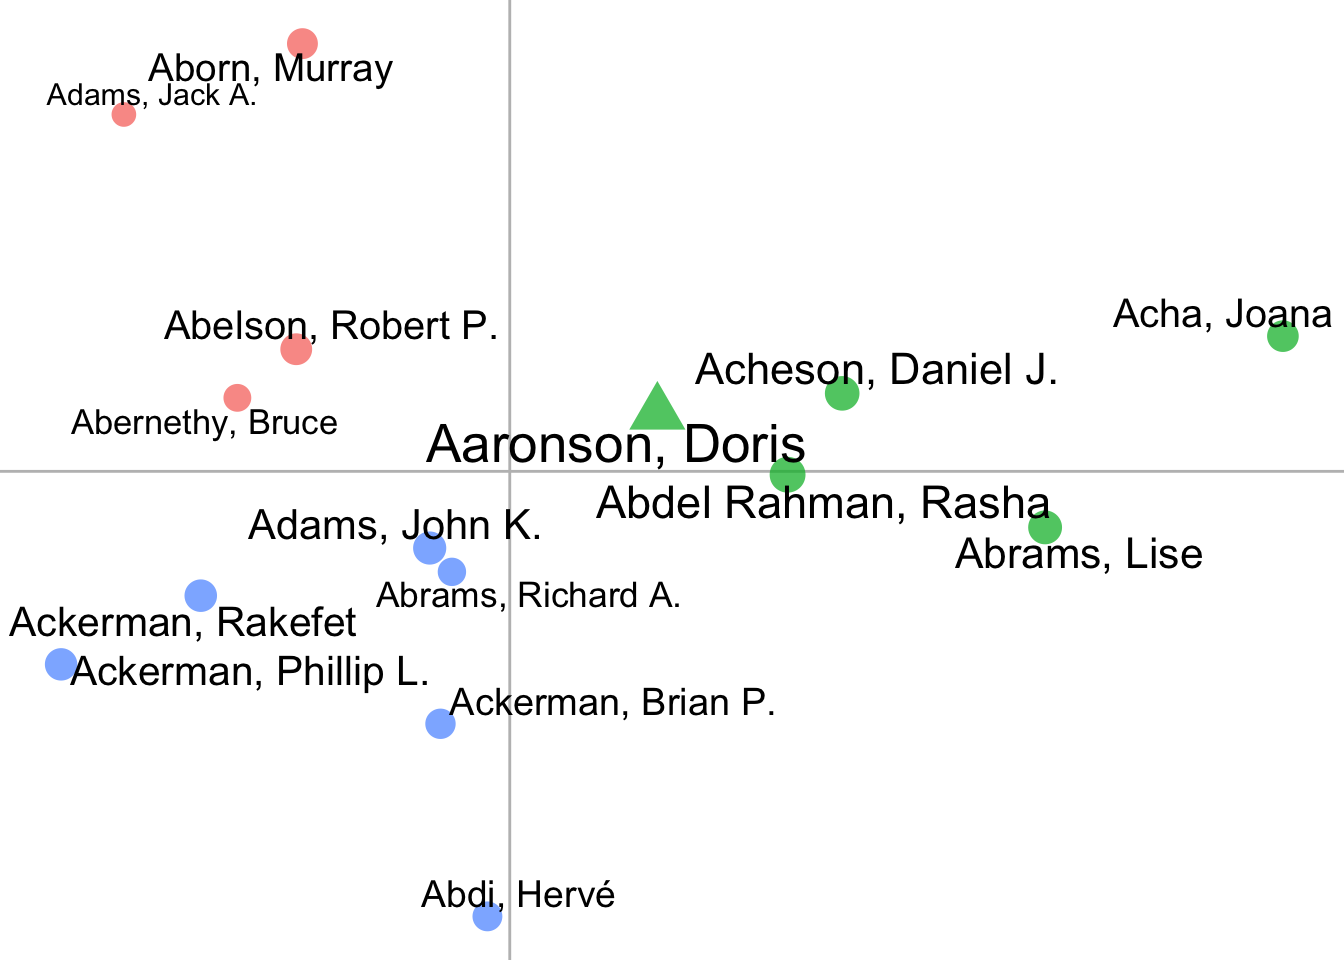 Aborn, Murray
Adams, Jack A.
Acha, Joana
Abelson, Robert P.
Acheson, Daniel J.
Abernethy, Bruce
Aaronson, Doris
Abdel Rahman, Rasha
Adams, John K.
Abrams, Lise
Abrams, Richard A.
Ackerman, Rakefet
Ackerman, Phillip L.
Ackerman, Brian P.
Abdi, Hervé